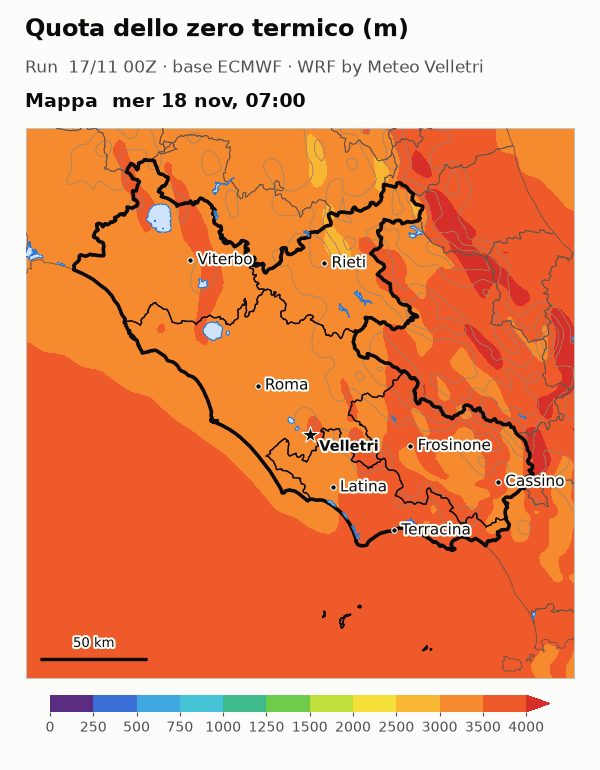 Quota dello zero termico (m)
Run 17/11 00Z · base ECMWF · WRF by Meteo Velletri
Mappa mer 18 nov, 07:00
Viterbo
Rieti
Roma
Velletri
Frosinone
Cassino
Latina
Terracina
50 km
0 250 500 750 1000 1250 1500 2000 2500 3000 3500 4000